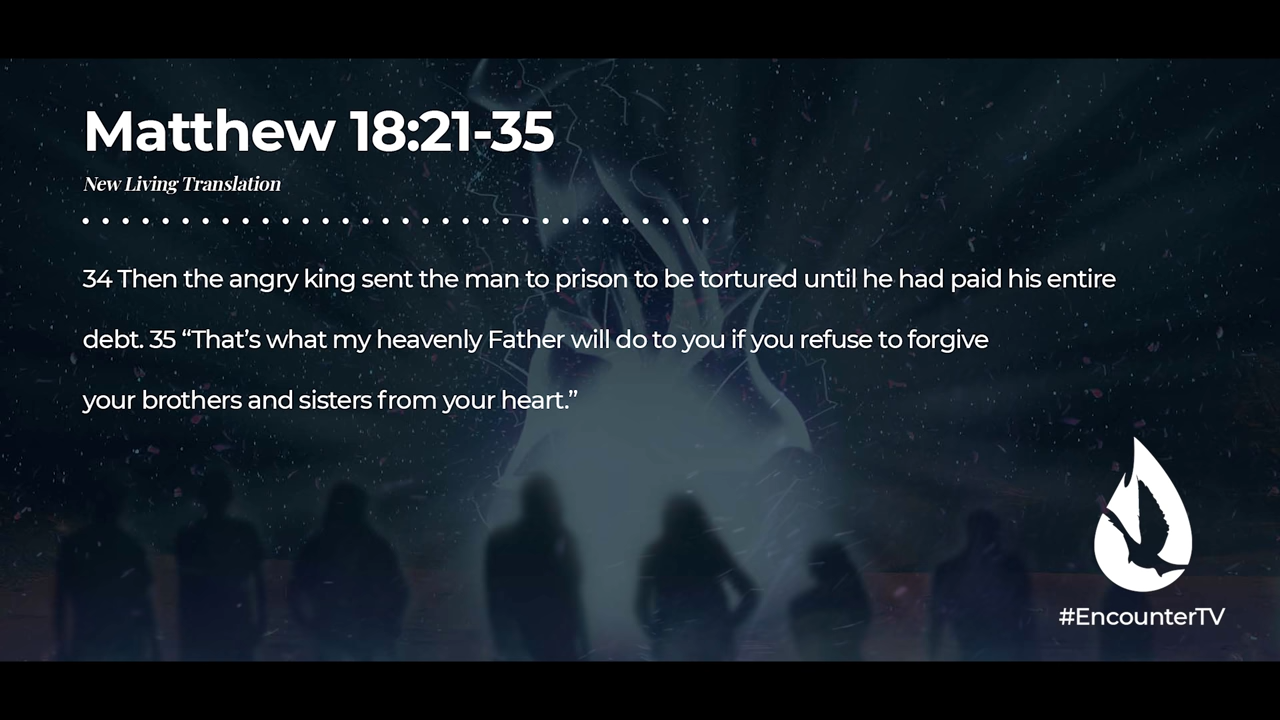 Matthew 18:21-35
New Living Translation
34 Then the angry king sent the man to prison to be tortured until he had paid his entire
debt. 35 “That’s what my heavenly Father will do to you if you refuse to forgive
your brothers and sisters from your heart.”
#EncounterTV